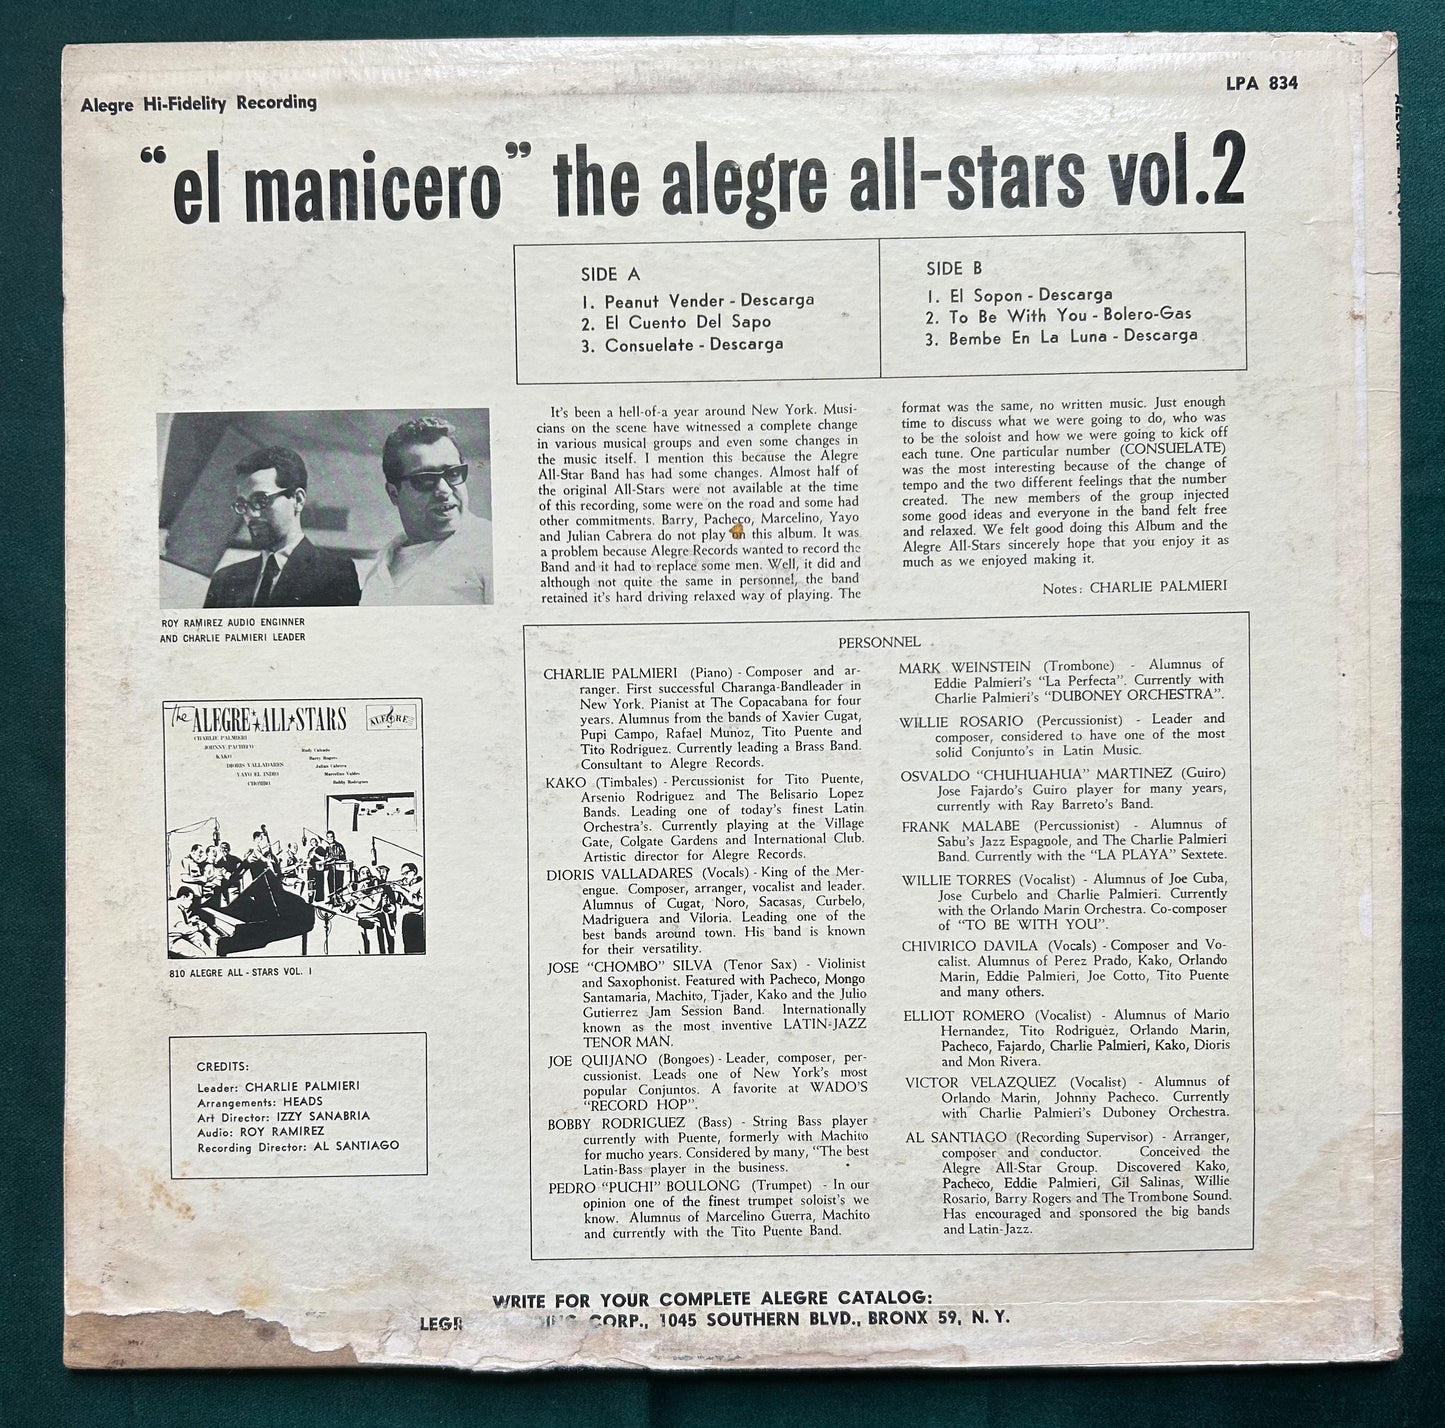 Alegre Hi-Fidelity Recording
LPA 834
"el manicero" the alegre all-stars vol.2
SIDE A
1. Peanut Vender - Descarga
2. El Cuento Del Sapo
3. Consuelate - Descarga
SIDE B
1. El Sopon - Descarga
2. To Be With You - Bolero-Gas
3. Bembe En La Luna - Descarga
It's been a hell-of-a year around New York. Musi-
cians on the scene have witnessed a complete change
in various musical groups and even some changes in
the music itself. I mention this because the Alegre
All-Star Band has had some changes. Almost half of
the original All-Stars were not available at the time
of this recording, some were on the road and some had
other commitments. Barry, Pacheco, Marcelino, Yayo
and Julian Cabrera do not play on this album. It was
a problem because Alegre Records wanted to record the
Band and it had to replace some men. Well, it did and
although not quite the same in personnel, the band
retained it's hard driving relaxed way of playing. The
format was the same, no written music. Just enough
time to discuss what we were going to do, who was
to be the soloist and how we were going to kick off
each tune. One particular number (CONSUELATE)
was the most interesting because of the change of
tempo and the two different feelings that the number
created. The new members of the group injected
some good ideas and everyone in the band felt free
and relaxed. We felt good doing this Album and the
Alegre All-Stars sincerely hope that you enjoy it as
much as we enjoyed making it.
Notes: CHARLIE PALMIERI
ROY RAMIREZ AUDIO ENGINNER
AND CHARLIE PALMIERI LEADER
The ALEGRE ALL STARS
ALEGRE
CHARLIE PALMIERI
JOHNNY PACHECO
KAKO
DIORIS VALLADARES
YAYO EL INDIO
CHOMBO
Rudy Calzado
Barry Rogers
Julian Cabrera
Marcelino Valdes
Bobby Rodriguez
810 ALEGRE ALL-STARS VOL. I
CREDITS:
Leader: CHARLIE PALMIERI
Arrangements: HEADS
Art Director: IZZY SANABRIA
Audio: ROY RAMIREZ
Recording Director: AL SANTIAGO
PERSONNEL
CHARLIE PALMIERI (Piano) - Composer and ar-
ranger. First successful Charanga-Bandleader in
New York. Pianist at The Copacabana for four
years. Alumnus from the bands of Xavier Cugat,
Pupi Campo, Rafael Munoz, Tito Puente and
Tito Rodriguez. Currently leading a Brass Band.
Consultant to Alegre Records.
KAKO (Timbales) - Percussionist for Tito Puente,
Arsenio Rodriguez and The Belisario Lopez
Bands. Leading one of today's finest Latin
Orchestra's. Currently playing at the Village
Gate, Colgate Gardens and International Club.
Artistic director for Alegre Records.
DIORIS VALLADARES (Vocals) - King of the Mer-
engue. Composer, arranger, vocalist and leader.
Alumnus of Cugat, Noro, Sacasas, Curbelo,
Madriguera and Viloria. Leading one of the
best bands around town. His band is known
for their versatility.
JOSE "CHOMBO" SILVA (Tenor Sax) - Violinist
and Saxophonist. Featured with Pacheco, Mongo
Santamaria, Machito, Tjader, Kako and the Julio
Gutierrez Jam Session Band. Internationally
known as the most inventive LATIN-JAZZ
TENOR MAN.
JOE QUIJANO (Bongoes) - Leader, composer, per-
cussionist. Leads one of New York's most
popular Conjuntos. A favorite at WADO'S
"RECORD HOP".
BOBBY RODRIGUEZ (Bass) - String Bass player
currently with Puente, formerly with Machito
for mucho years. Considered by many, "The best
Latin-Bass player in the business.
PEDRO "PUCHI" BOULONG (Trumpet) - In our
opinion one of the finest trumpet soloist's we
know. Alumnus of Marcelino Guerra, Machito
and currently with the Tito Puente Band.
MARK WEINSTEIN (Trombone) - Alumnus of
Eddie Palmieri's "La Perfecta". Currently with
Charlie Palmieri's "DUBONEY ORCHESTRA".
WILLIE ROSARIO (Percussionist) - Leader and
composer, considered to have one of the most
solid Conjunto's in Latin Music.
OSVALDO "CHUHUAHUA" MARTINEZ (Guiro)
Jose Fajardo's Guiro player for many years,
currently with Ray Barreto's Band.
FRANK MALABE (Percussionist) - Alumnus of
Sabu's Jazz Espagnole, and The Charlie Palmieri
Band. Currently with the "LA PLAYA" Sextete.
WILLIE TORRES (Vocalist) - Alumnus of Joe Cuba,
Jose Curbelo and Charlie Palmieri. Currently
with the Orlando Marin Orchestra. Co-composer
of "TO BE WITH YOU".
CHIVIRICO DAVILA (Vocals) - Composer and Vo-
calist. Alumnus of Perez Prado, Kako, Orlando
Marin, Eddie Palmieri, Joe Cotto, Tito Puente
and many others.
ELLIOT ROMERO (Vocalist) - Alumnus of Mario
Hernandez, Tito Rodriguez, Orlando Marin,
Pacheco, Fajardo, Charlie Palmieri, Kako, Dioris
and Mon Rivera.
VICTOR VELAZQUEZ (Vocalist) - Alumnus of
Orlando Marin, Johnny Pacheco. Currently
with Charlie Palmieri's Duboney Orchestra.
AL SANTIAGO (Recording Supervisor) - Arranger,
composer and conductor. Conceived the
Alegre All-Star Group. Discovered Kako,
Pacheco, Eddie Palmieri, Gil Salinas, Willie
Rosario, Barry Rogers and The Trombone Sound.
Has encouraged and sponsored the big bands
and Latin-Jazz.
WRITE FOR YOUR COMPLETE ALEGRE CATALOG:
LEGR CORP., 1045 SOUTHERN BLVD., BRONX 59, N.Y.